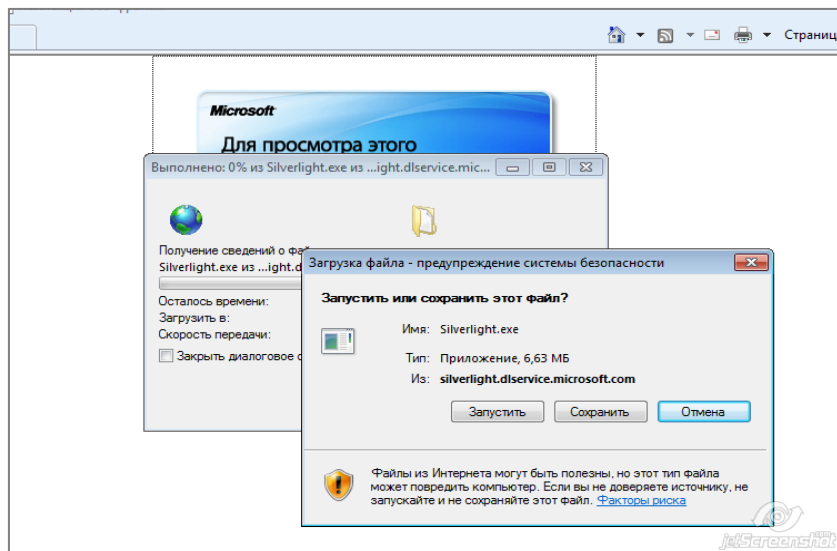 Страниц
Microsoft
Для просмотра этого
Выполнено: 0% из Silverlight.exe из ...ight.dlservice.mic...
Получение сведений о
Silverlight.exe из ...ight.d
Осталось времени:
Загрузить в:
Скорость передачи:
Закрыть диалоговое
Загрузка файла - предупреждение системы безопасности
Запустить или сохранить этот файл?
Имя: Silverlight.exe
Тип: Приложение, 6,63 МБ
Из: silverlight.dlservice.microsoft.com
Запустить
Сохранить
Отмена
Файлы из Интернета могут быть полезны, но этот тип файла
может повредить компьютер. Если вы не доверяете источнику, не
запускайте и не сохраняйте этот файл. Факторы риска
jetScreenshot